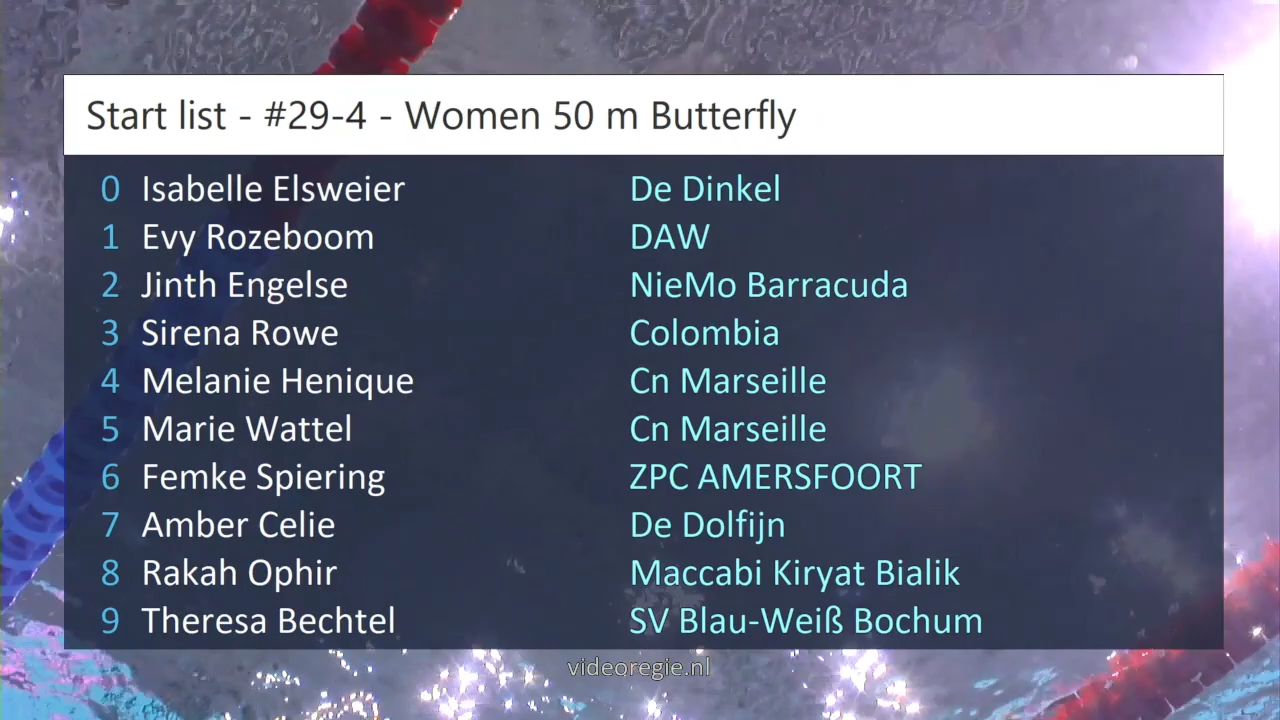 Start list - #29-4 - Women 50 m Butterfly
0 Isabelle Elsweier De Dinkel
1 Evy Rozeboom DAW
2 Jinth Engelse NieMo Barracuda
3 Sirena Rowe Colombia
4 Melanie Henique Cn Marseille
5 Marie Wattel Cn Marseille
6 Femke Spiering ZPC AMERSFOORT
7 Amber Celie De Dolfijn
8 Rakah Ophir Maccabi Kiryat Bialik
9 Theresa Bechtel SV Blau-Weiß Bochum
videoregie.nl